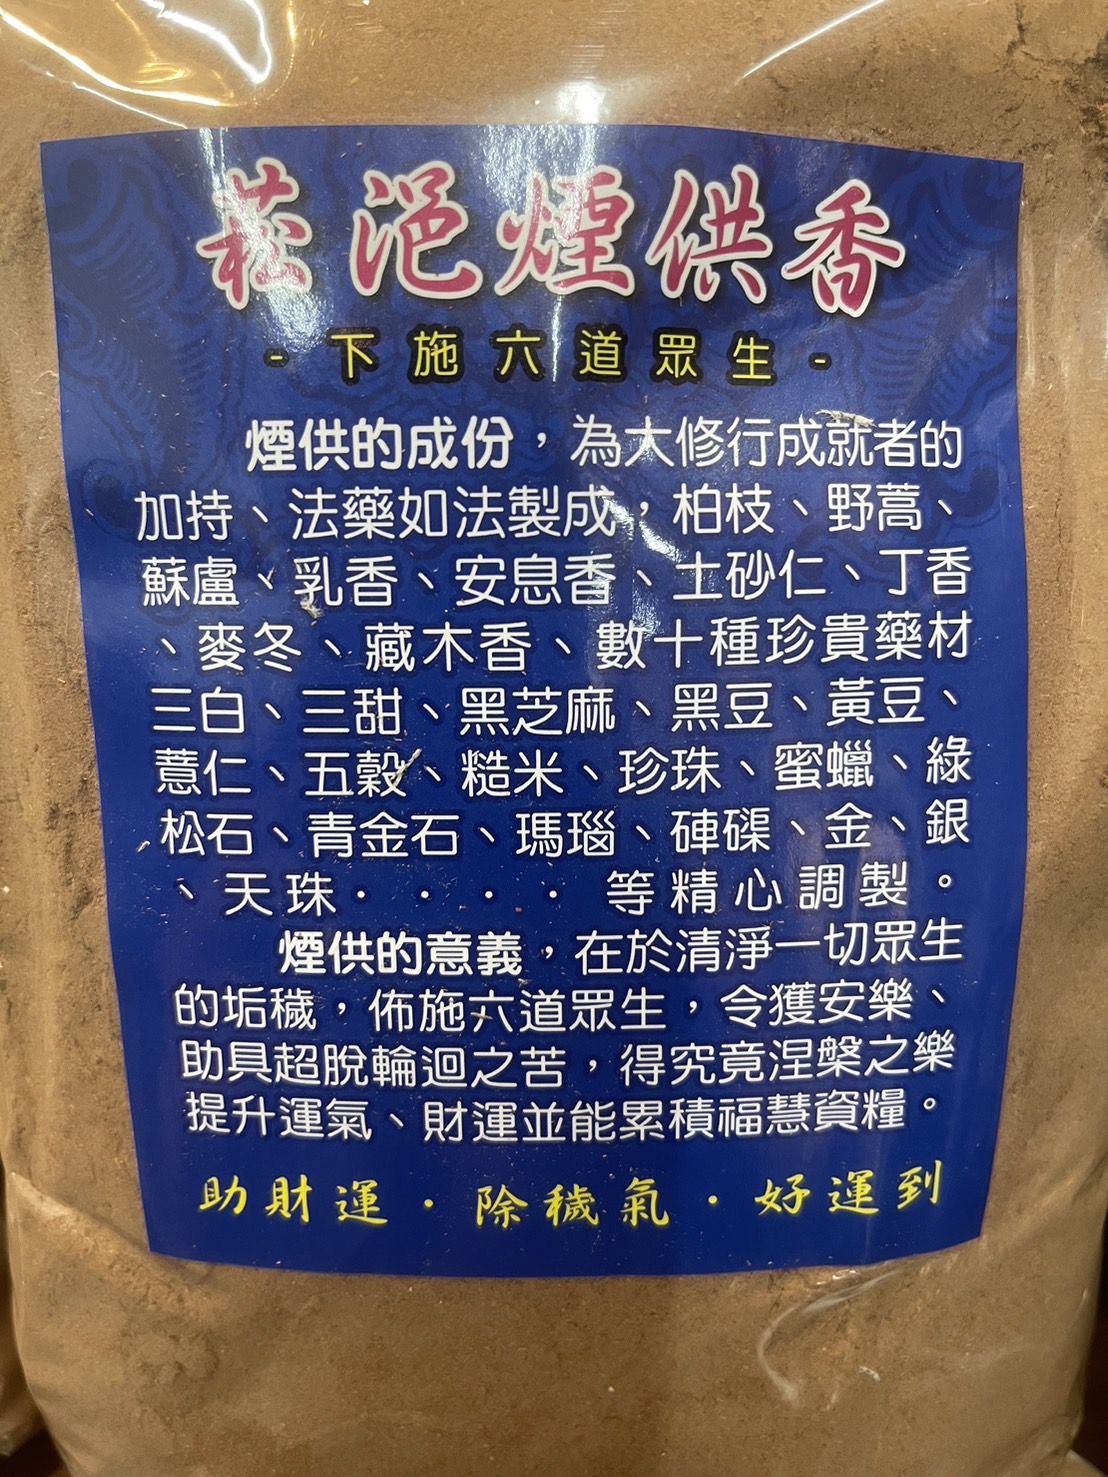 菘浥煙供香
- 下施六道眾生 -
煙供的成份，為大修行成就者的
加持、法藥如法製成，柏枝、野蒿、
蘇盧、乳香、安息香、土砂仁、丁香
、麥冬、藏木香、數十種珍貴藥材
三白、三甜、黑芝麻、黑豆、黃豆、
薏仁、五穀、糙米、珍珠、蜜蠟、綠
松石、青金石、瑪瑙、硨磲、金、銀
、天珠．．．．．等精心調製。
煙供的意義，在於清淨一切眾生
的垢穢，佈施六道眾生，令獲安樂、
助具超脫輪迴之苦，得究竟涅槃之樂
提升運氣、財運並能累積福慧資糧。
助財運．除穢氣．好運到